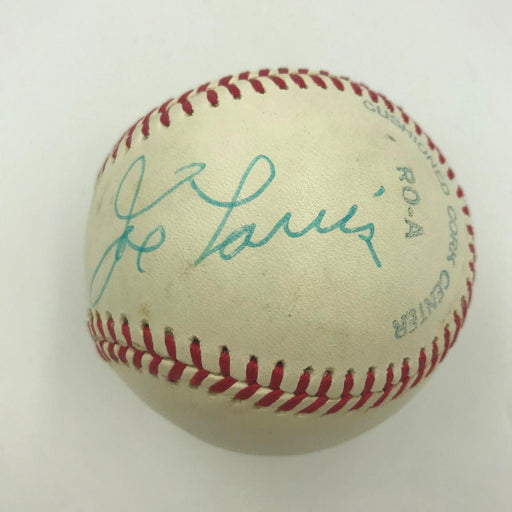 Joe Louis
CUSHIONED CORK CENTER
RO-A